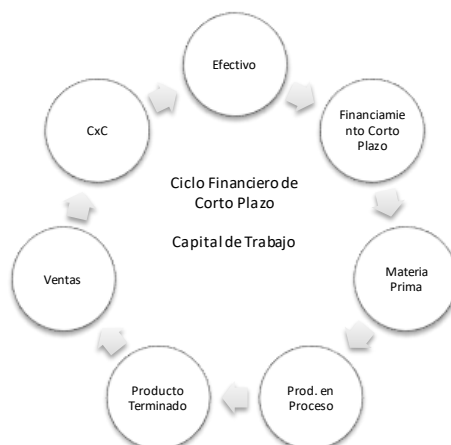 Efectivo
Financiamie
nto Corto
Plazo
Materia
Prima
Prod. en
Proceso
Producto
Terminado
Ventas
CxC
Ciclo Financiero de
Corto Plazo
Capital de Trabajo